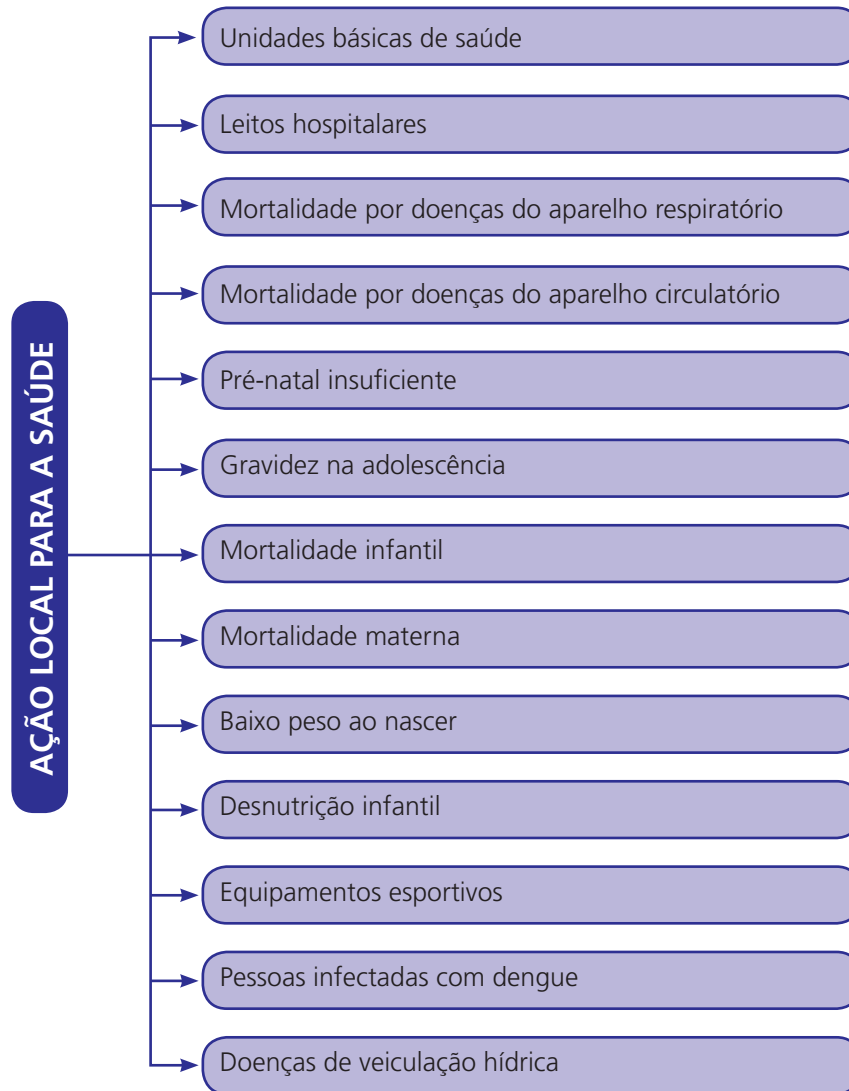 AÇÃO LOCAL PARA A SAÚDE
Unidades básicas de saúde
Leitos hospitalares
Mortalidade por doenças do aparelho respiratório
Mortalidade por doenças do aparelho circulatório
Pré-natal insuficiente
Gravidez na adolescência
Mortalidade infantil
Mortalidade materna
Baixo peso ao nascer
Desnutrição infantil
Equipamentos esportivos
Pessoas infectadas com dengue
Doenças de veiculação hídrica